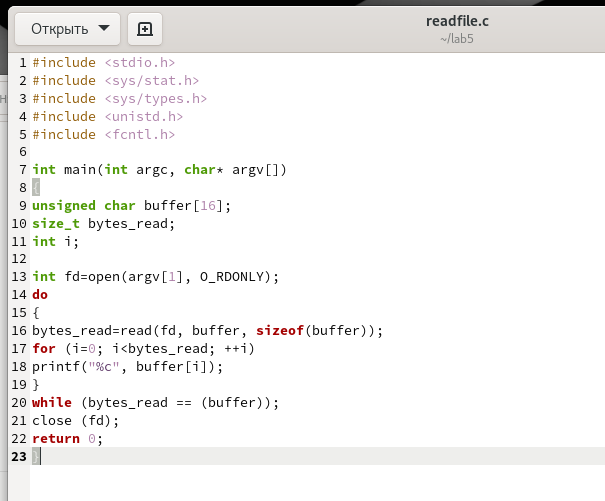 Открыть
readfile.c
~/lab5
1 #include <stdio.h>
2 #include <sys/stat.h>
3 #include <sys/types.h>
4 #include <unistd.h>
5 #include <fcntl.h>
6
7 int main(int argc, char* argv[])
8 {
9 unsigned char buffer[16];
10 size_t bytes_read;
11 int i;
12
13 int fd=open(argv[1], O_RDONLY);
14 do
15 {
16 bytes_read=read(fd, buffer, sizeof(buffer));
17 for (i=0; i<bytes_read; ++i)
18 printf("%c", buffer[i]);
19 }
20 while (bytes_read == (buffer));
21 close (fd);
22 return 0;
23 }